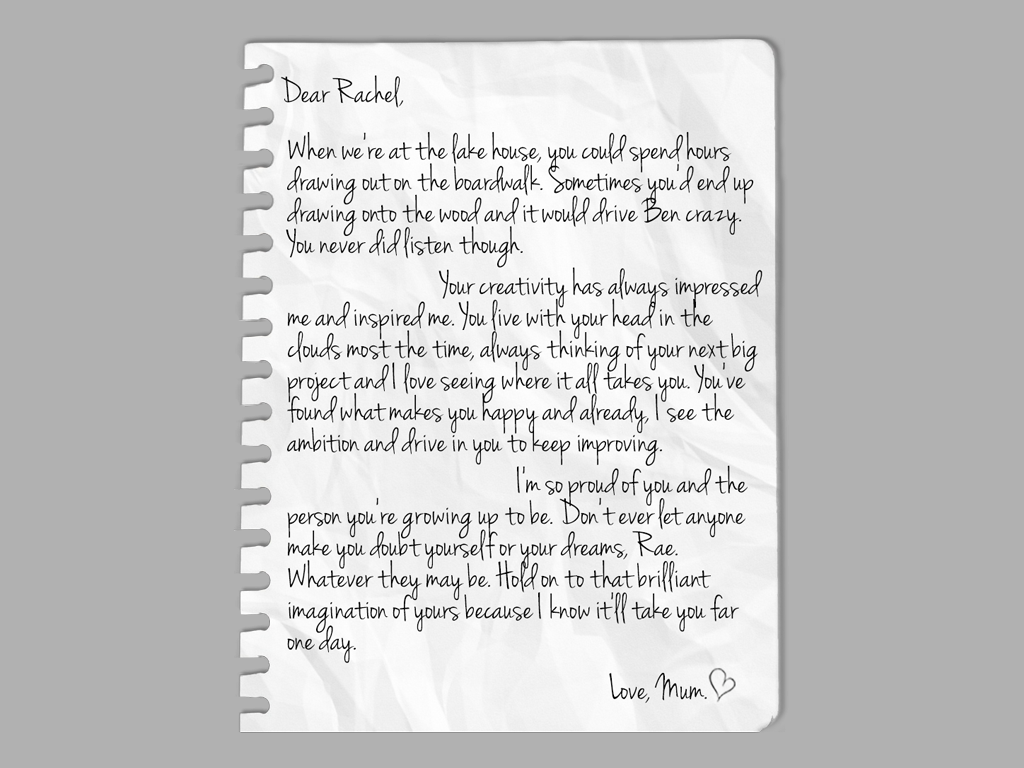 Dear Rachel,
When we're at the lake house, you could spend hours
drawing out on the boardwalk. Sometimes you'd end up
drawing onto the wood and it would drive Ben crazy.
You never did listen though.
Your creativity has always impressed
me and inspired me. You live with your head in the
clouds most the time, always thinking of your next big
project and I love seeing where it all takes you. You've
found what makes you happy and already, I see the
ambition and drive in you to keep improving.
I'm so proud of you and the
person you're growing up to be. Don't ever let anyone
make you doubt yourself or your dreams, Rae.
Whatever they may be. Hold on to that brilliant
imagination of yours because I know it'll take you far
one day.
Love, Mum.